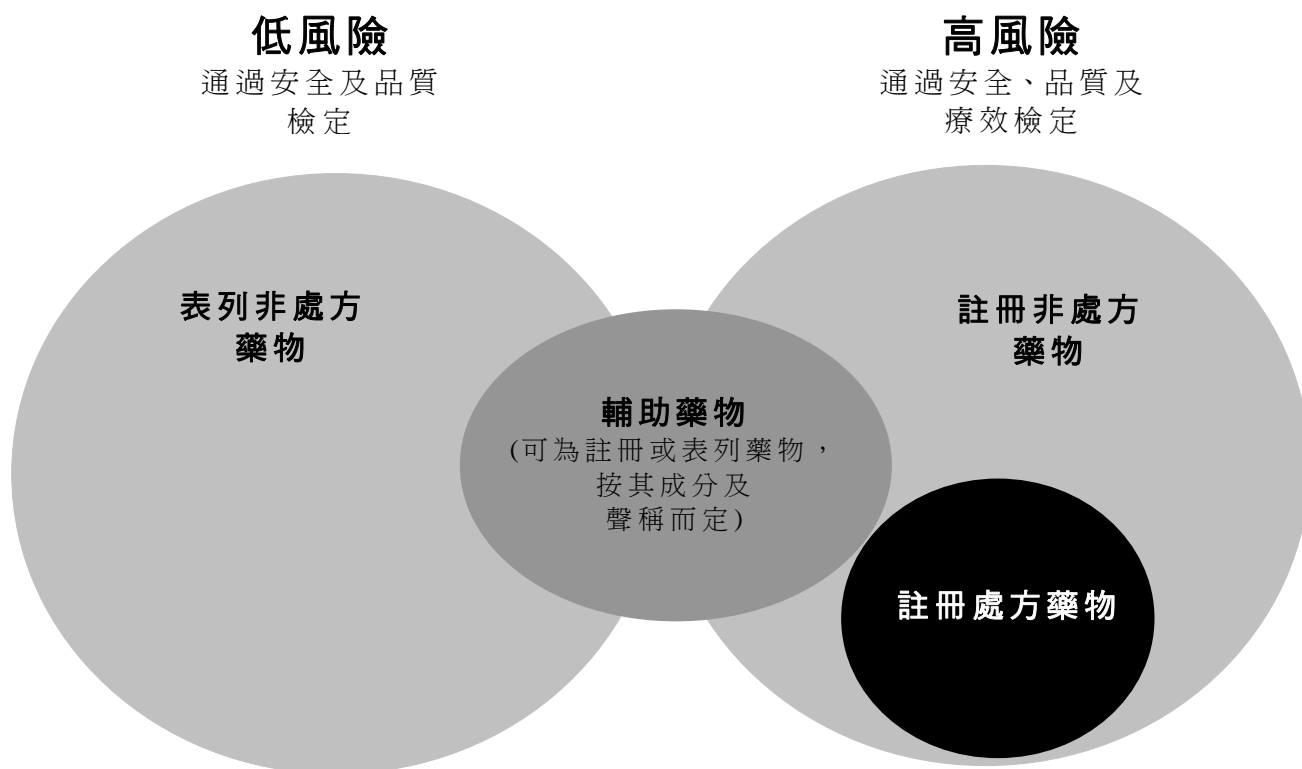 低風險
通過安全及品質
檢定
高風險
通過安全、品質及
療效檢定
表列非處方
藥物
輔助藥物
(可為註冊或表列藥物，
按其成分及
聲稱而定)
註冊非處方
藥物
註冊處方藥物